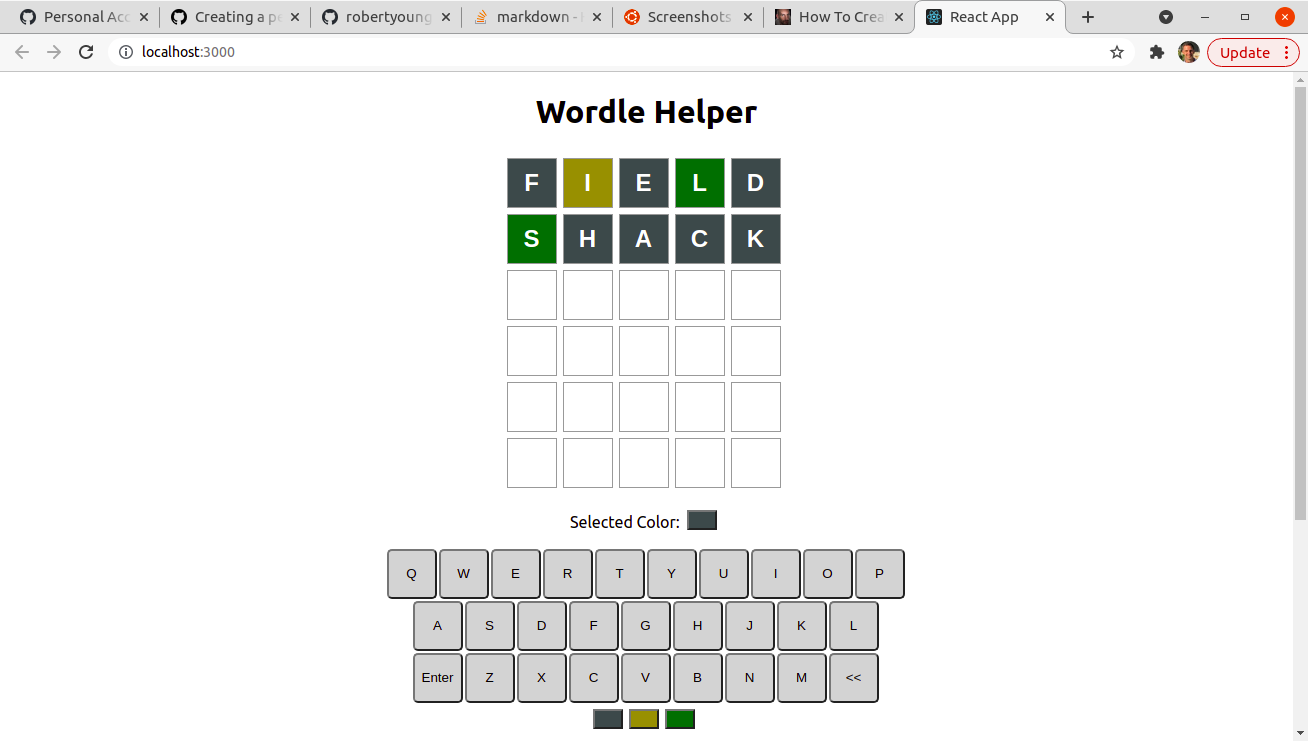 Personal Acc Creating a pe robertyoung markdown - Screenshots How To Crea React App
localhost:3000 Update
Wordle Helper
F I E L D
S H A C K
Selected Color:
Q W E R T Y U I O P
A S D F G H J K L
Enter Z X C V B N M <<